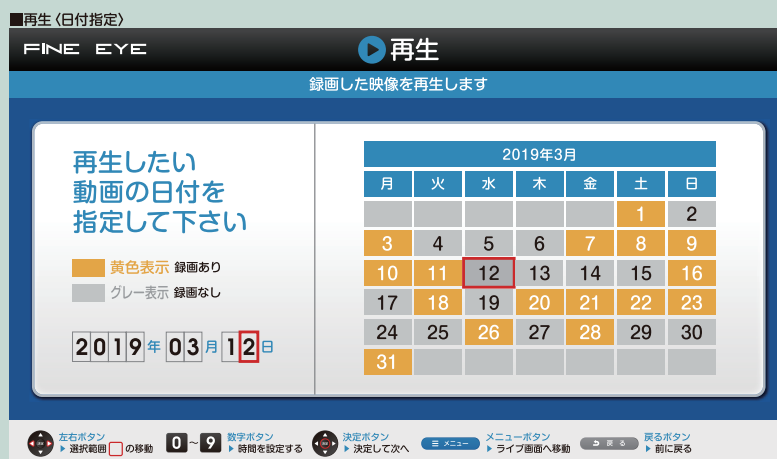 ■再生〈日付指定〉
FINE EYE
再生
録画した映像を再生します
再生したい
動画の日付を
指定して下さい
黄色表示 録画あり
グレー表示 録画なし
2019年03月12日
2019年3月
月 火 水 木 金 土 日
1 2
3 4 5 6 7 8 9
10 11 12 13 14 15 16
17 18 19 20 21 22 23
24 25 26 27 28 29 30
31
左右ボタン
▶選択範囲□の移動
0~9
数字ボタン
▶時間を設定する
決定ボタン
▶決定して次へ
☰ メニュー
メニューボタン
▶ライブ画面へ移動
戻る
戻るボタン
▶前に戻る